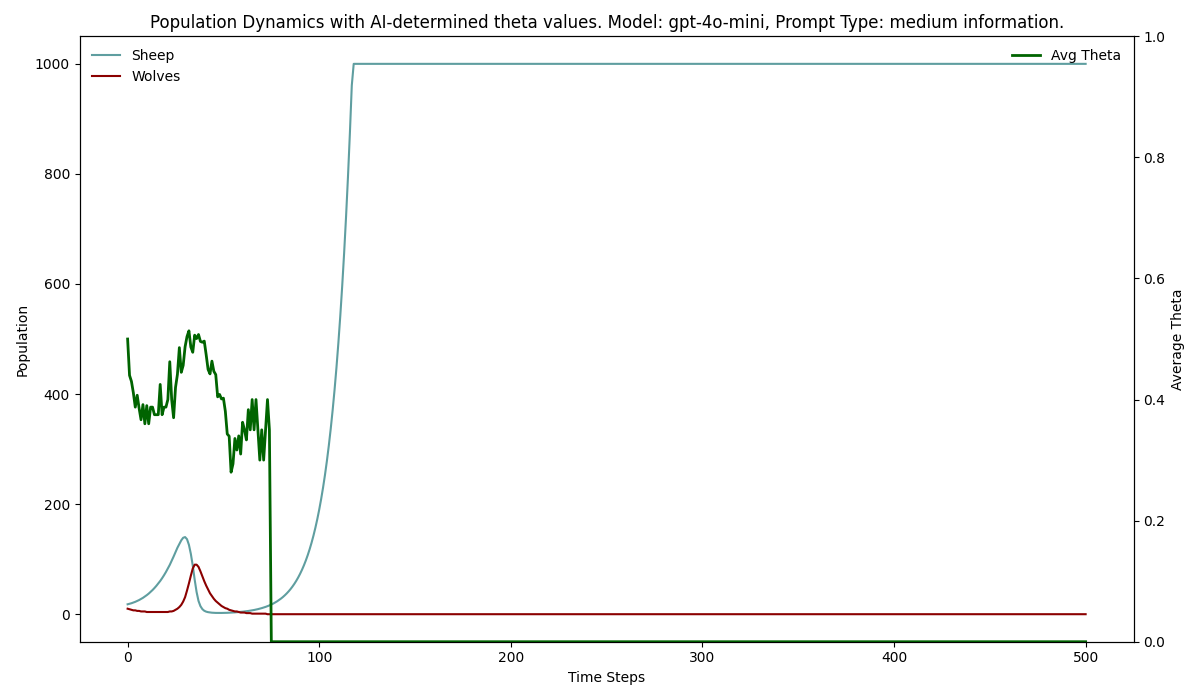 Population Dynamics with AI-determined theta values. Model: gpt-4o-mini, Prompt Type: medium information.
Sheep
Wolves
Avg Theta
Population
1000
800
600
400
200
0
1.0
0.8
0.6
0.4
0.2
0.0
Average Theta
0 100 200 300 400 500
Time Steps